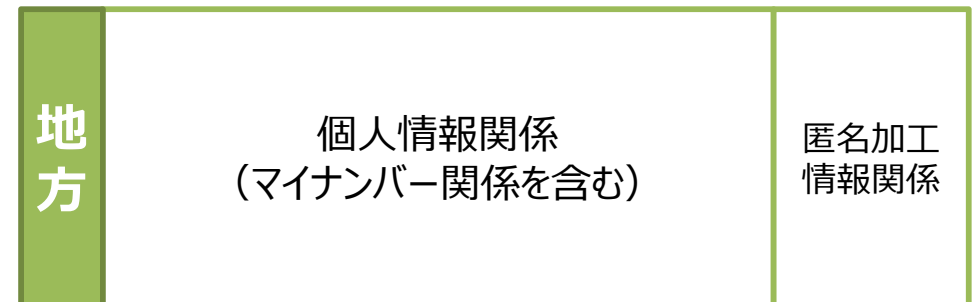 地方
個人情報関係
（マイナンバー関係を含む）
匿名加工
情報関係